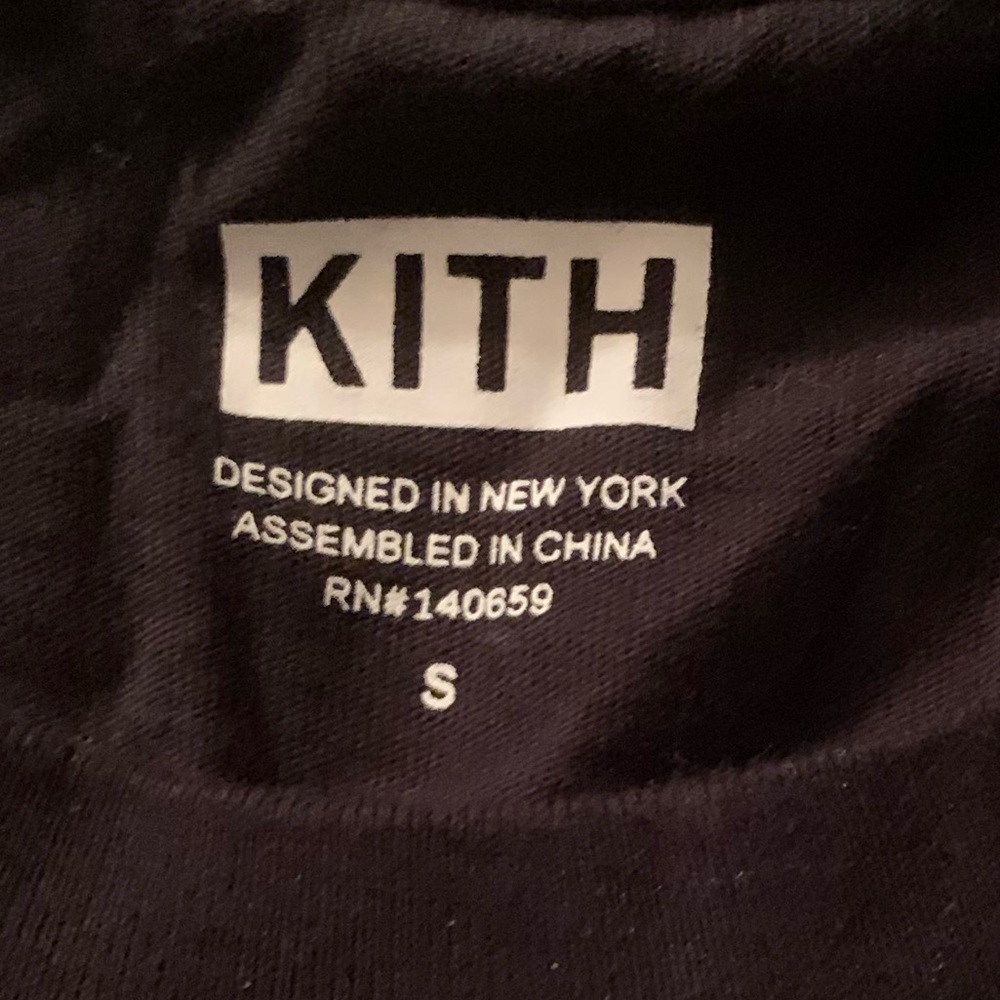 KITH
DESIGNED IN NEW YORK
ASSEMBLED IN CHINA
RN#140659
S